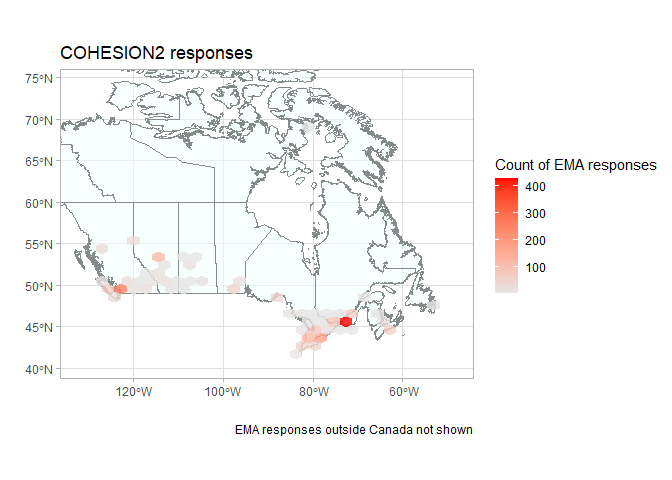 COHESION2 responses
75°N
70°N
65°N
60°N
55°N
50°N
45°N
40°N
120°W 100°W 80°W 60°W
Count of EMA responses
400
300
200
100
EMA responses outside Canada not shown